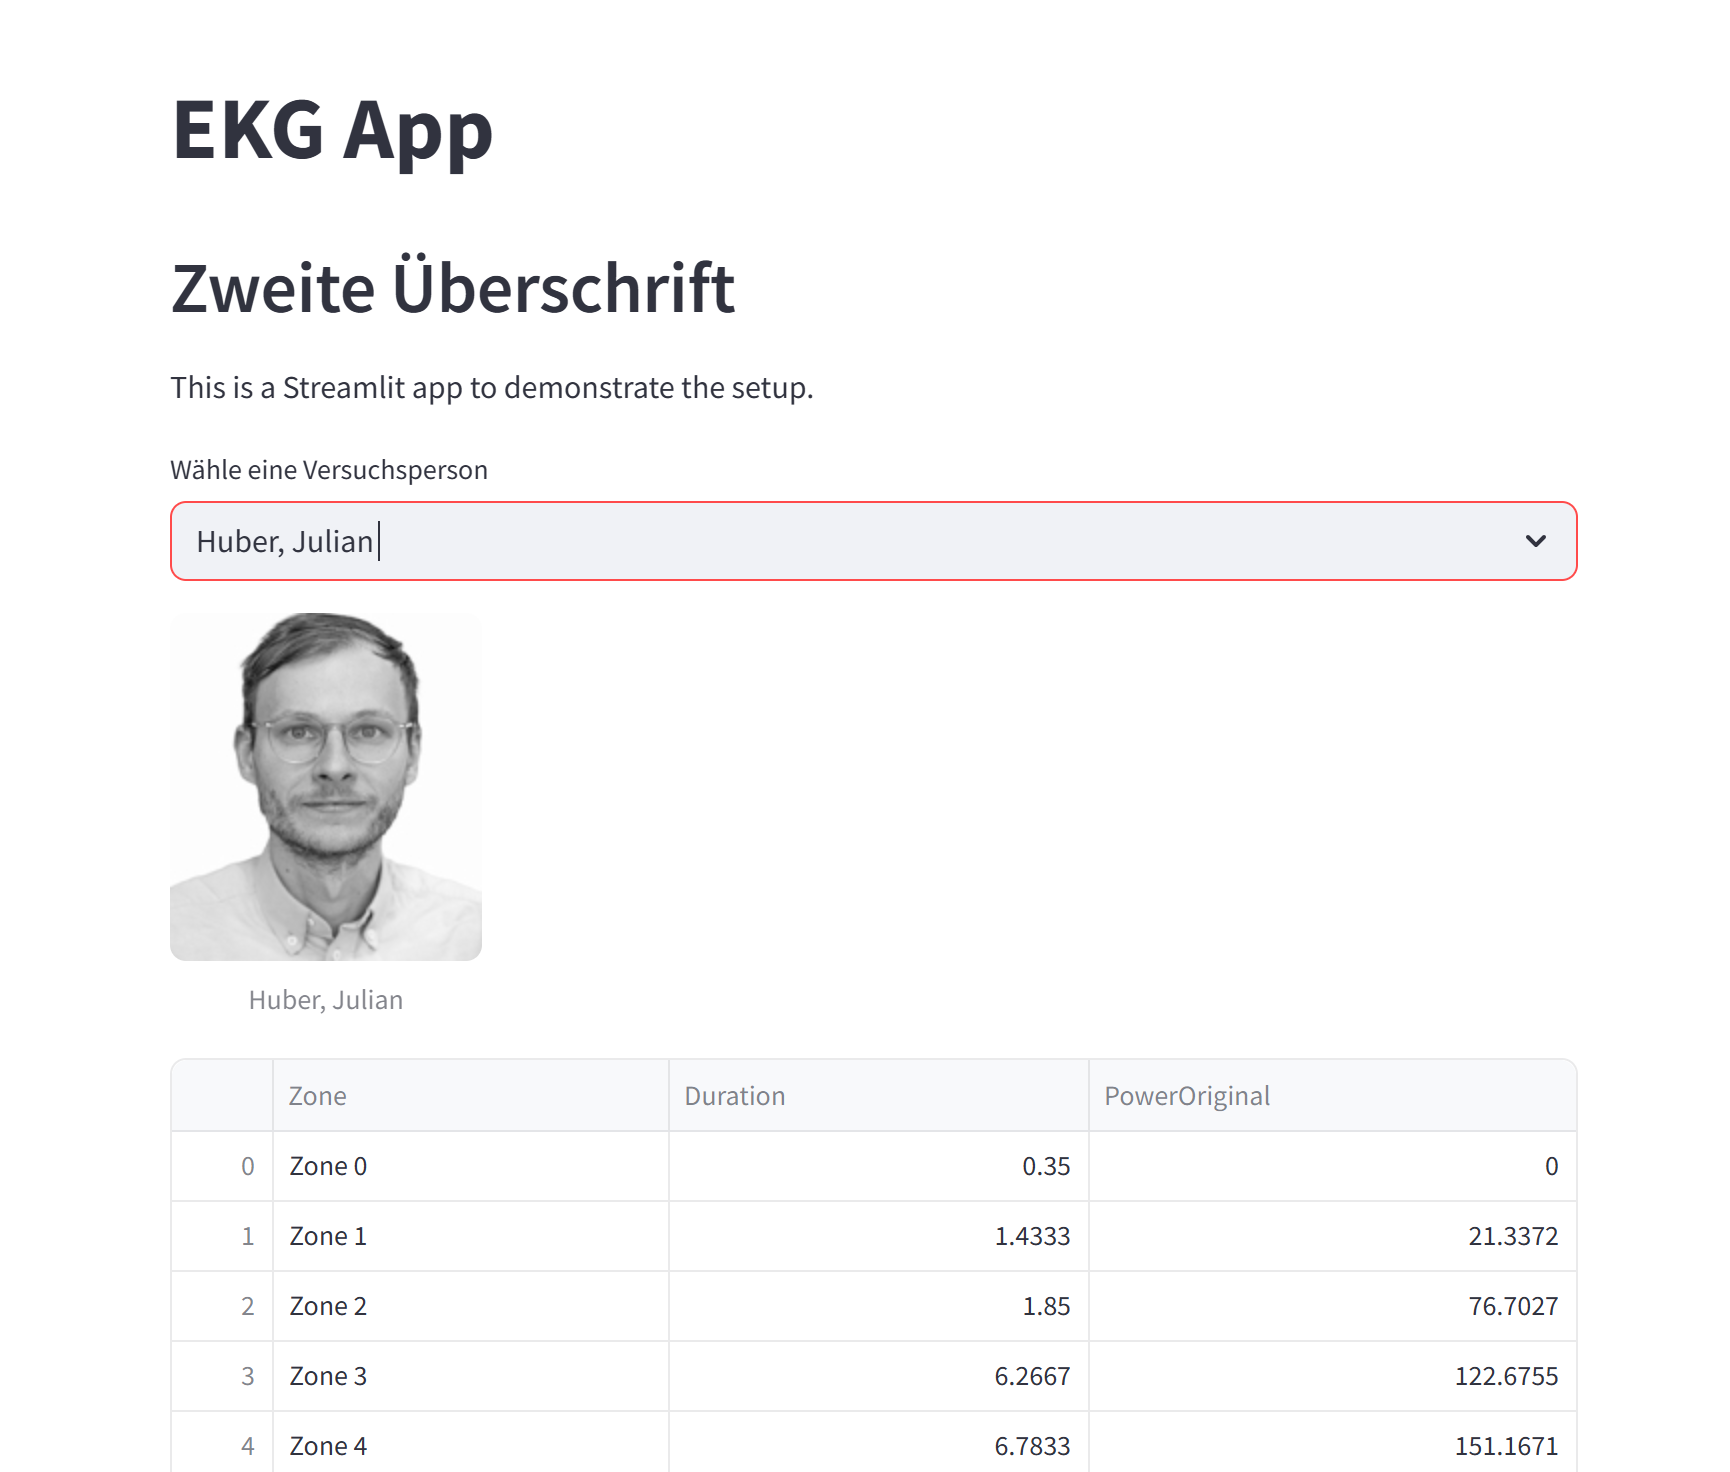 EKG App
Zweite Überschrift
This is a Streamlit app to demonstrate the setup.
Wähle eine Versuchsperson
Huber, Julian
Huber, Julian
Zone Duration PowerOriginal
0 Zone 0 0.35 0
1 Zone 1 1.4333 21.3372
2 Zone 2 1.85 76.7027
3 Zone 3 6.2667 122.6755
4 Zone 4 6.7833 151.1671